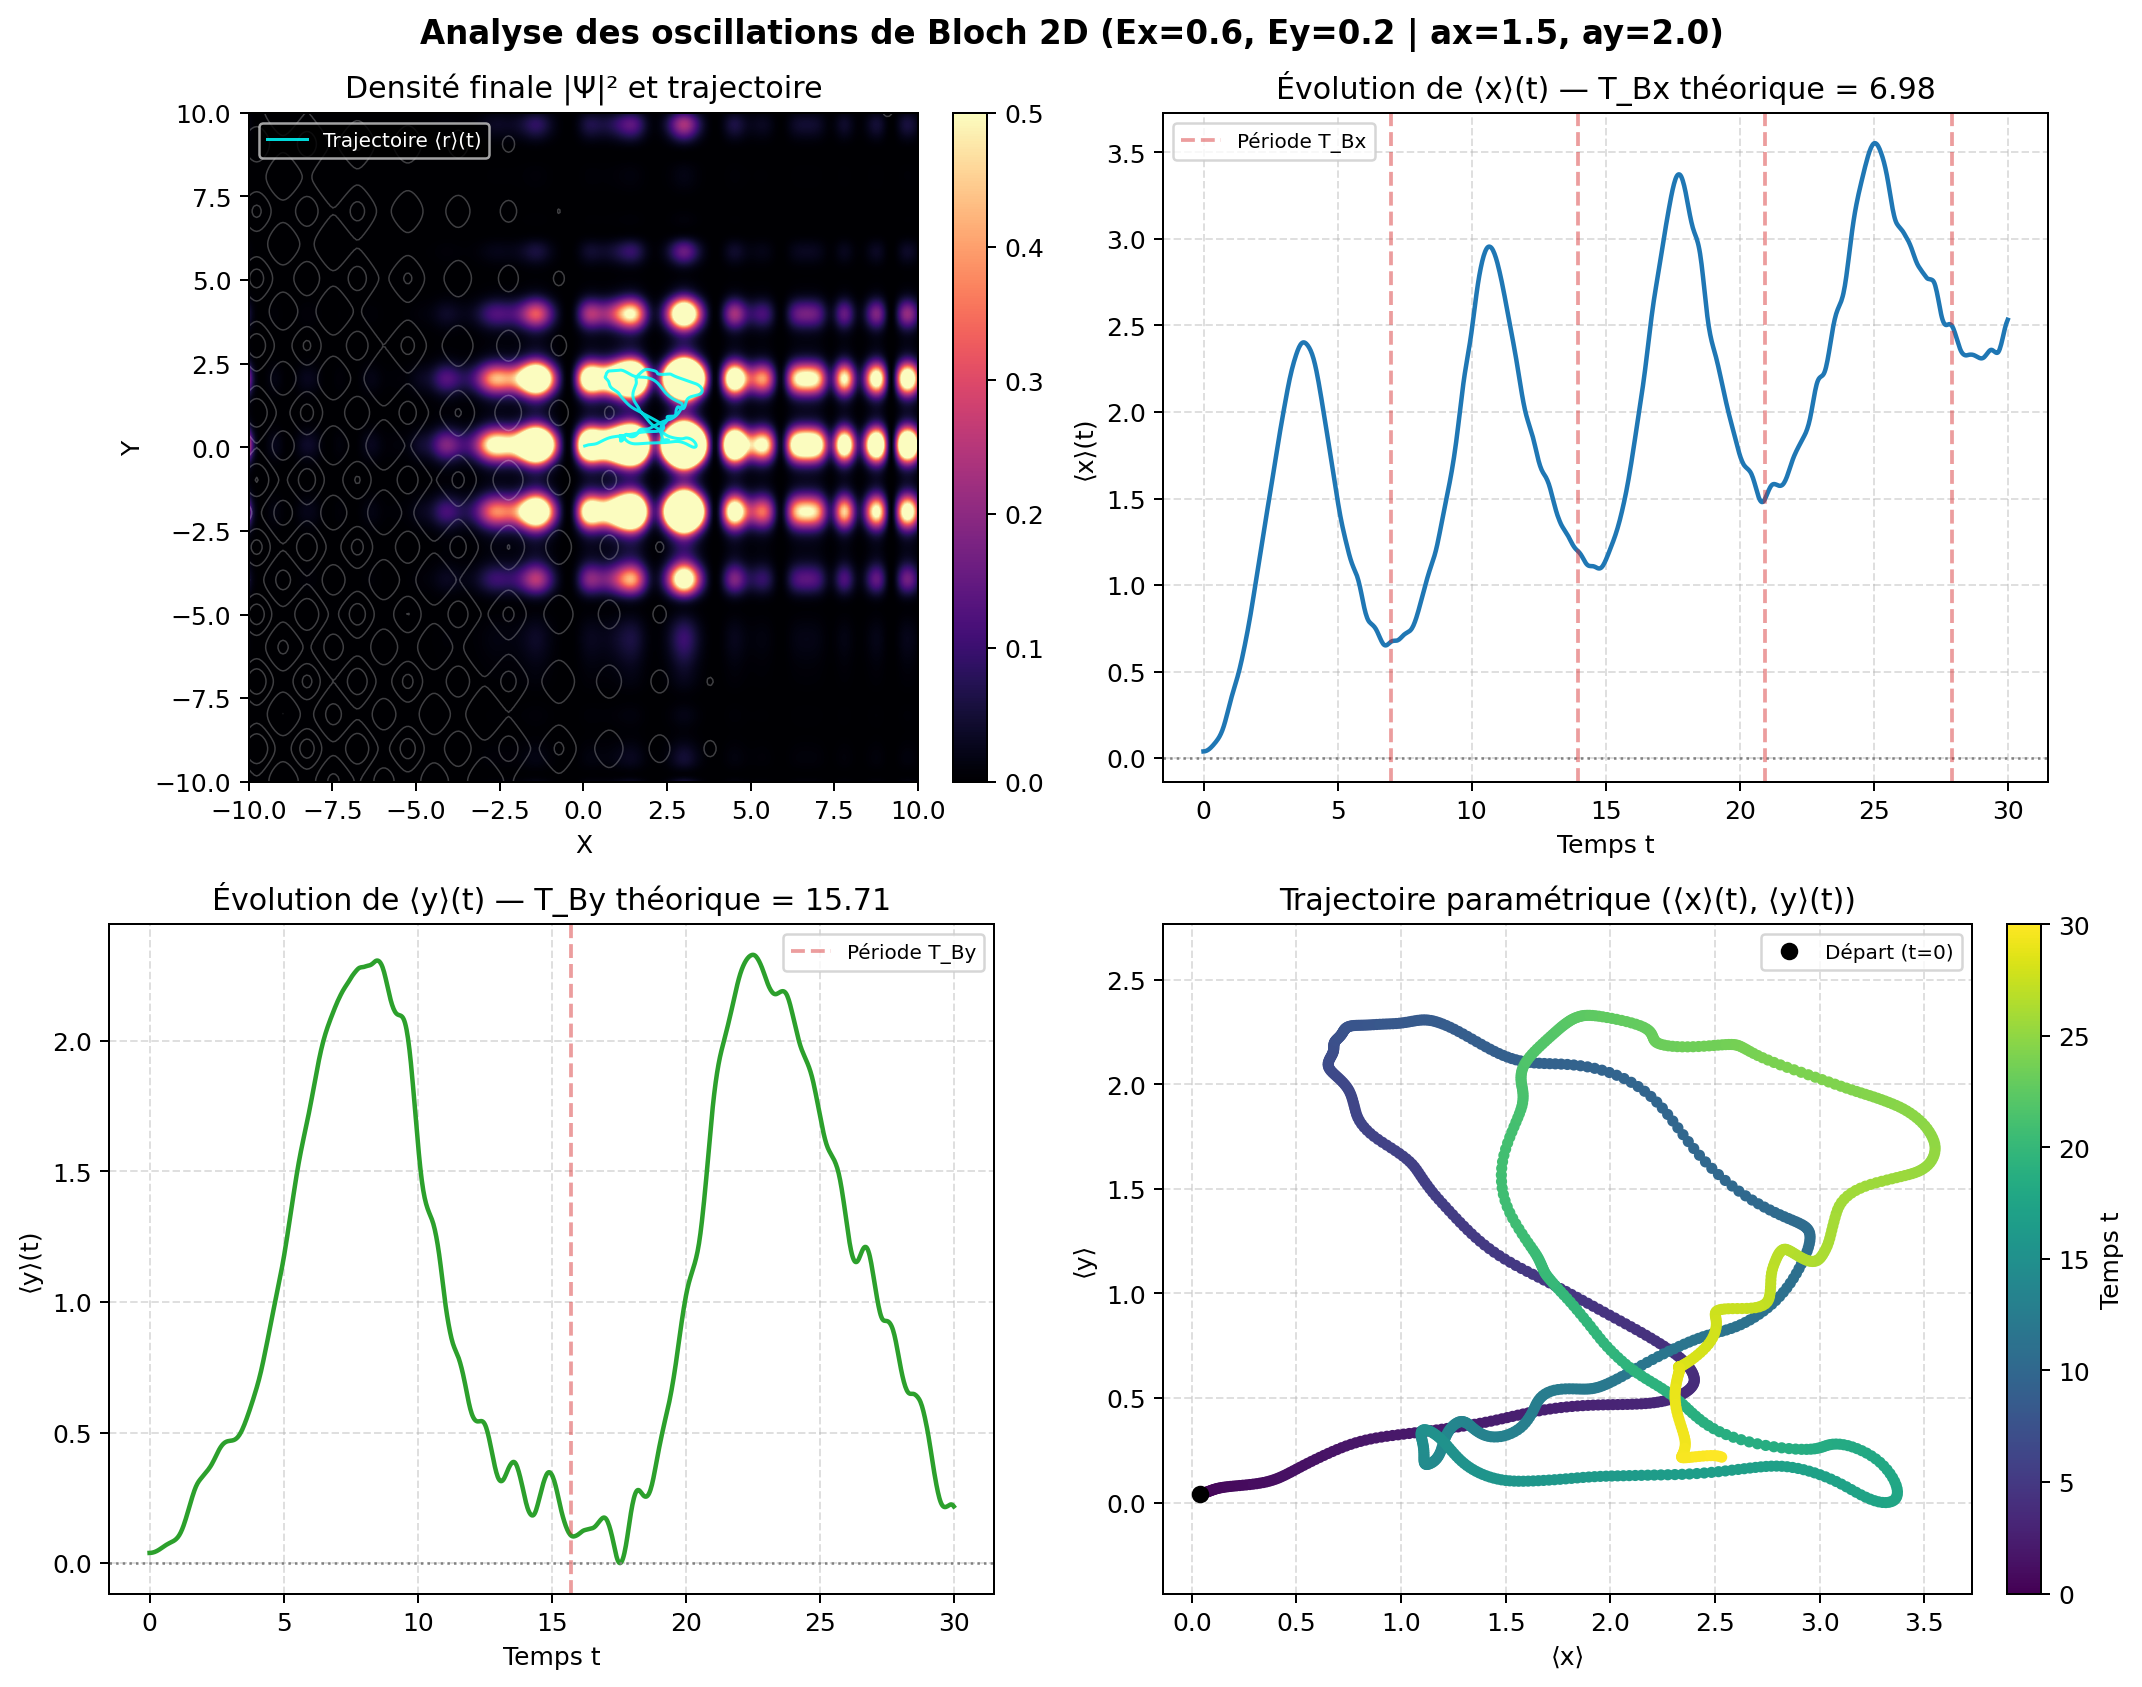 Analyse des oscillations de Bloch 2D (Ex=0.6, Ey=0.2 | ax=1.5, ay=2.0)
Densité finale |Ψ|² et trajectoire
Trajectoire ⟨r⟩(t)
10.0
7.5
5.0
2.5
0.0
−2.5
−5.0
−7.5
−10.0
Y
−10.0 −7.5 −5.0 −2.5 0.0 2.5 5.0 7.5 10.0
X
0.5
0.4
0.3
0.2
0.1
0.0
Évolution de ⟨x⟩(t) — T_Bx théorique = 6.98
Période T_Bx
3.5
3.0
2.5
2.0
1.5
1.0
0.5
0.0
⟨x⟩(t)
0 5 10 15 20 25 30
Temps t
Évolution de ⟨y⟩(t) — T_By théorique = 15.71
Période T_By
2.0
1.5
1.0
0.5
0.0
⟨y⟩(t)
0 5 10 15 20 25 30
Temps t
Trajectoire paramétrique (⟨x⟩(t), ⟨y⟩(t))
Départ (t=0)
2.5
2.0
1.5
1.0
0.5
0.0
⟨y⟩
0.0 0.5 1.0 1.5 2.0 2.5 3.0 3.5
⟨x⟩
30
25
20
15
10
5
0
Temps t